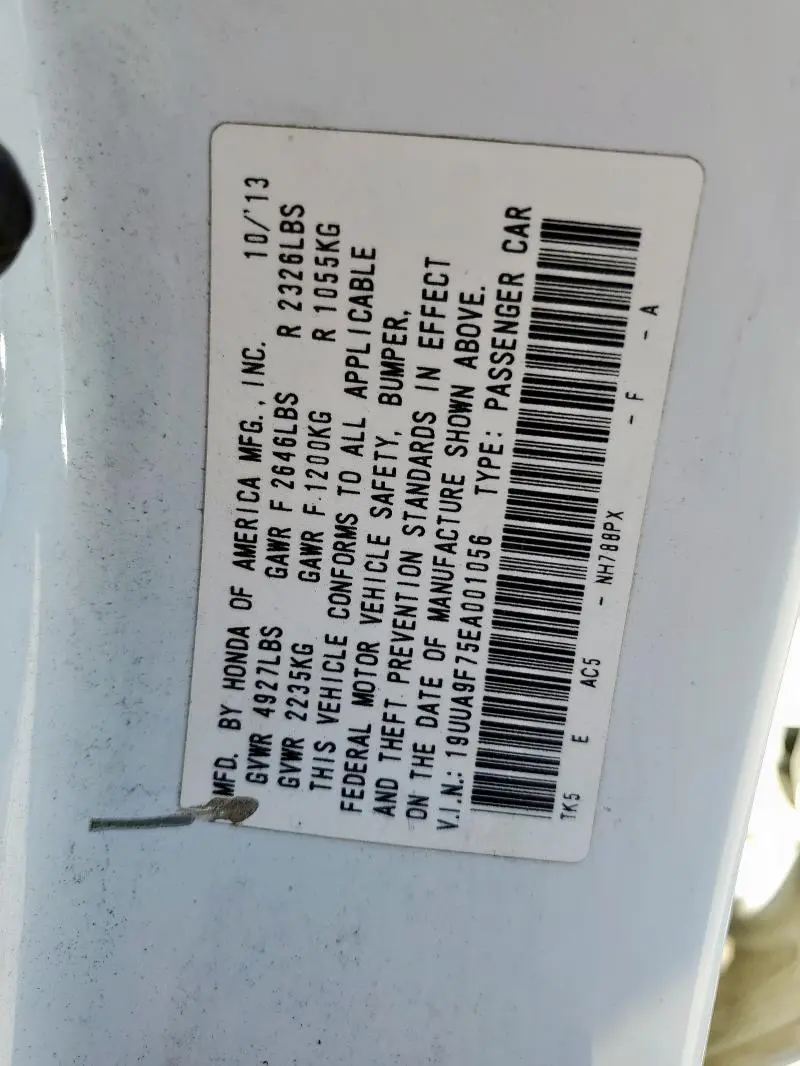 MFD. BY HONDA OF AMERICA MFG., INC. 10/'13
GVWR 4927LBS GAWR F 2646LBS R 2326LBS
GVWR 2235KG GAWR F 1200KG R 1055KG
THIS VEHICLE CONFORMS TO ALL APPLICABLE
FEDERAL MOTOR VEHICLE SAFETY, BUMPER,
AND THEFT PREVENTION STANDARDS IN EFFECT
ON THE DATE OF MANUFACTURE SHOWN ABOVE.
V.I.N.: 19UUA9F75EA001056 TYPE: PASSENGER CAR
TK5 E AC5 - NH788PX - F - A